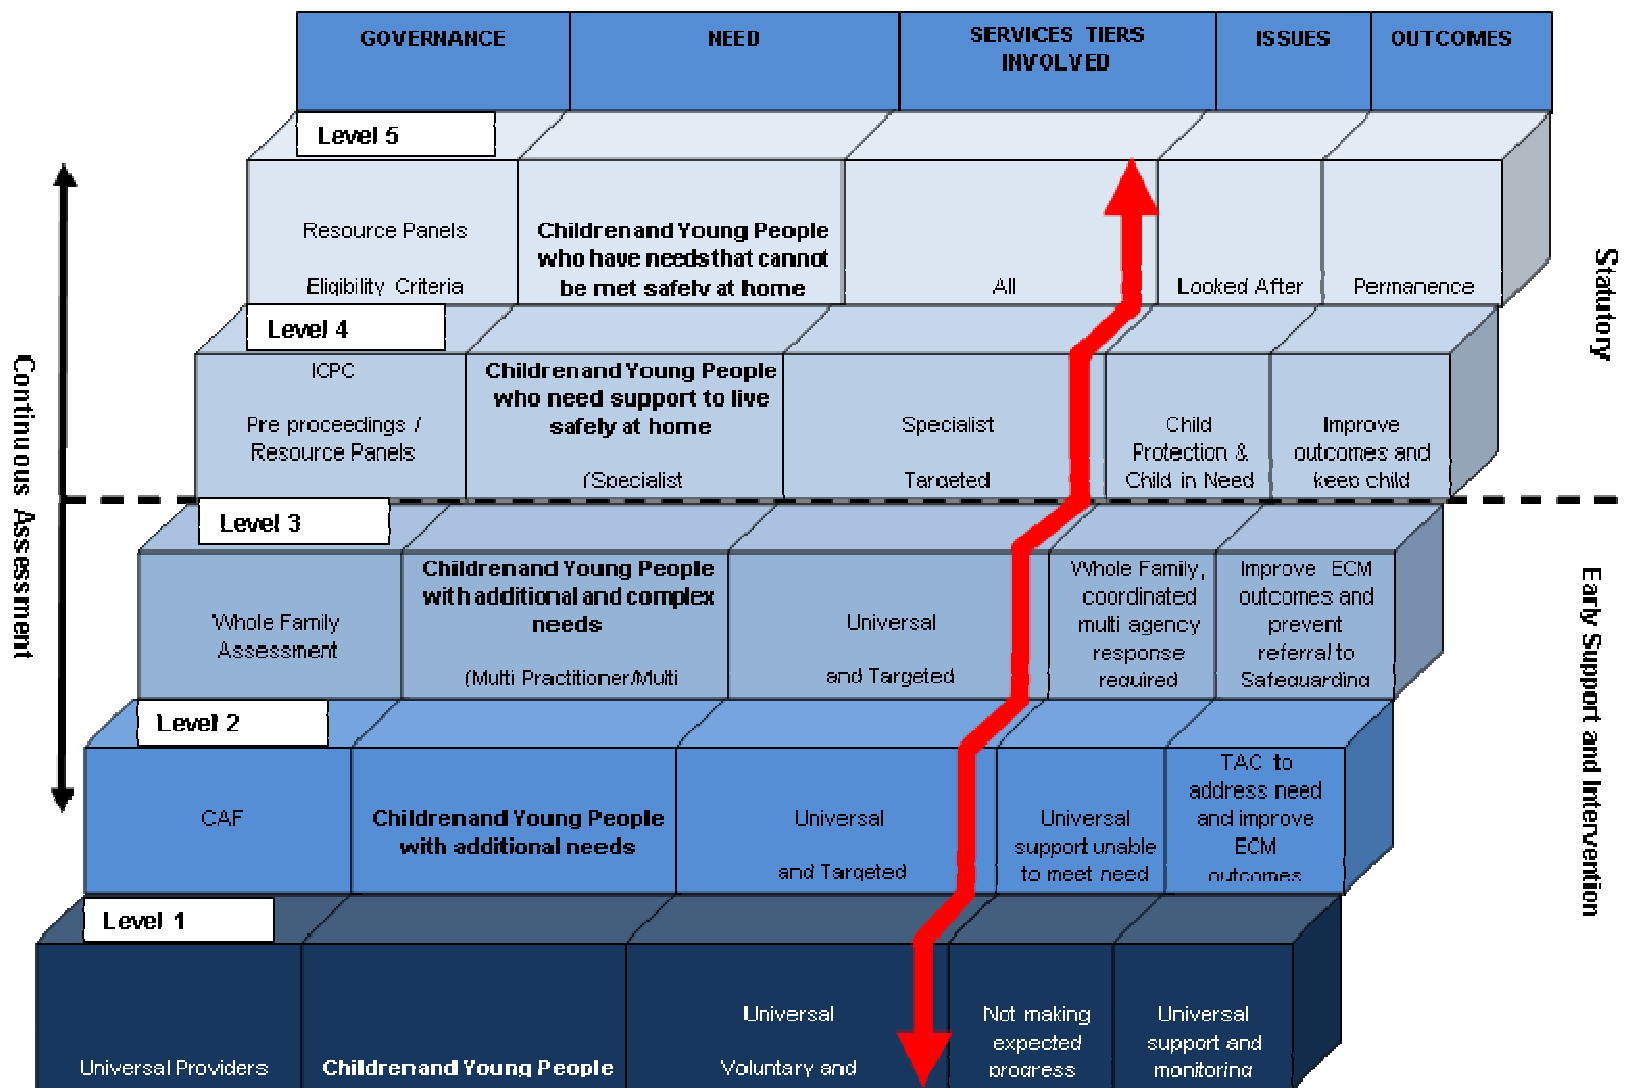 GOVERNANCE
NEED
SERVICES TIERS
INVOLVED
ISSUES
OUTCOMES
Level 5
Resource Panels
Eligibility Criteria
Children and Young People
who have needs that cannot
be met safely at home
All
Looked After
Permanence
Level 4
ICPC
Pre proceedings /
Resource Panels
Children and Young People
who need support to live
safely at home
(Specialist
Specialist
Targeted
Child
Protection &
Child in Need
Improve
outcomes and
keep child
Level 3
Whole Family
Assessment
Children and Young People
with additional and complex
needs
(Multi Practitioner/Multi
Universal
and Targeted
Whole Family,
coordinated
multi agency
response
required
Improve ECM
outcomes and
prevent
referral to
Safeguarding
Level 2
CAF
Children and Young People
with additional needs
Universal
and Targeted
Universal
support unable
to meet need
TAC to
address need
and improve
ECM
outcomes
Level 1
Universal Providers
Children and Young People
Universal
Voluntary and
Not making
expected
progress
Universal
support and
monitoring
Continuous Assessment
Statutory
Early Support and Intervention